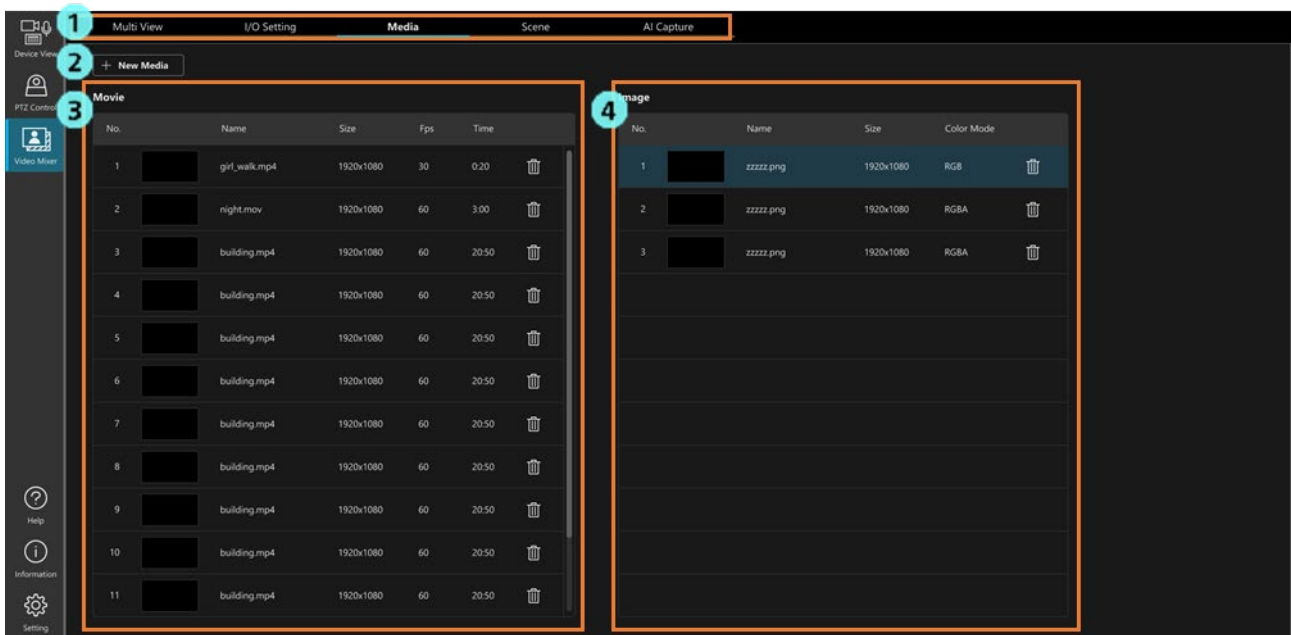 1 Multi View I/O Setting Media Scene AI Capture
Device View
2 + New Media
PTZ Control
Video Mixer
3 Movie
No. Name Size Fps Time
1 girl_walk.mp4 1920x1080 30 0:20
2 night.mov 1920x1080 60 3:00
3 building.mp4 1920x1080 60 20:50
4 building.mp4 1920x1080 60 20:50
5 building.mp4 1920x1080 60 20:50
6 building.mp4 1920x1080 60 20:50
7 building.mp4 1920x1080 60 20:50
8 building.mp4 1920x1080 60 20:50
9 building.mp4 1920x1080 60 20:50
10 building.mp4 1920x1080 60 20:50
11 building.mp4 1920x1080 60 20:50
4 Image
No. Name Size Color Mode
1 zzzzz.png 1920x1080 RGB
2 zzzzz.png 1920x1080 RGBA
3 zzzzz.png 1920x1080 RGBA
Help
Information
Setting